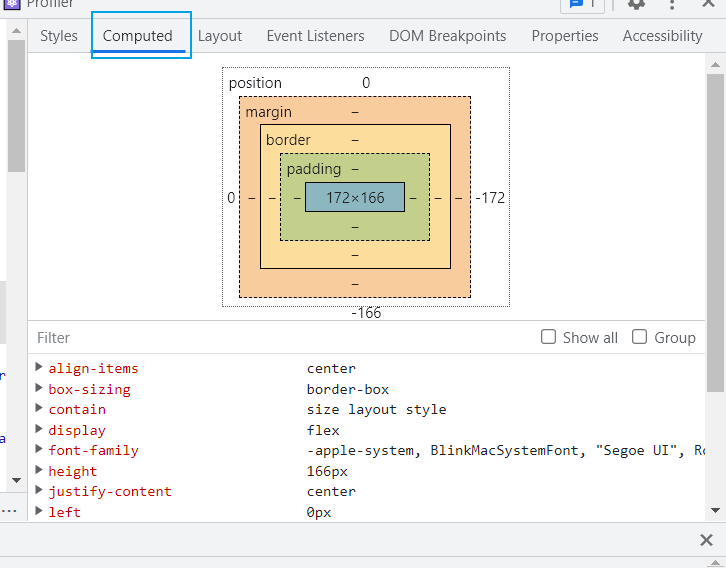 Profiler
1
Styles Computed Layout Event Listeners DOM Breakpoints Properties Accessibility
position 0
margin –
border –
padding –
0 – – – 172×166 – – – -172
–
–
–
-166
Filter Show all Group
align-items center
box-sizing border-box
contain size layout style
display flex
font-family -apple-system, BlinkMacSystemFont, "Segoe UI", Ro
height 166px
justify-content center
left 0px
r
a
...